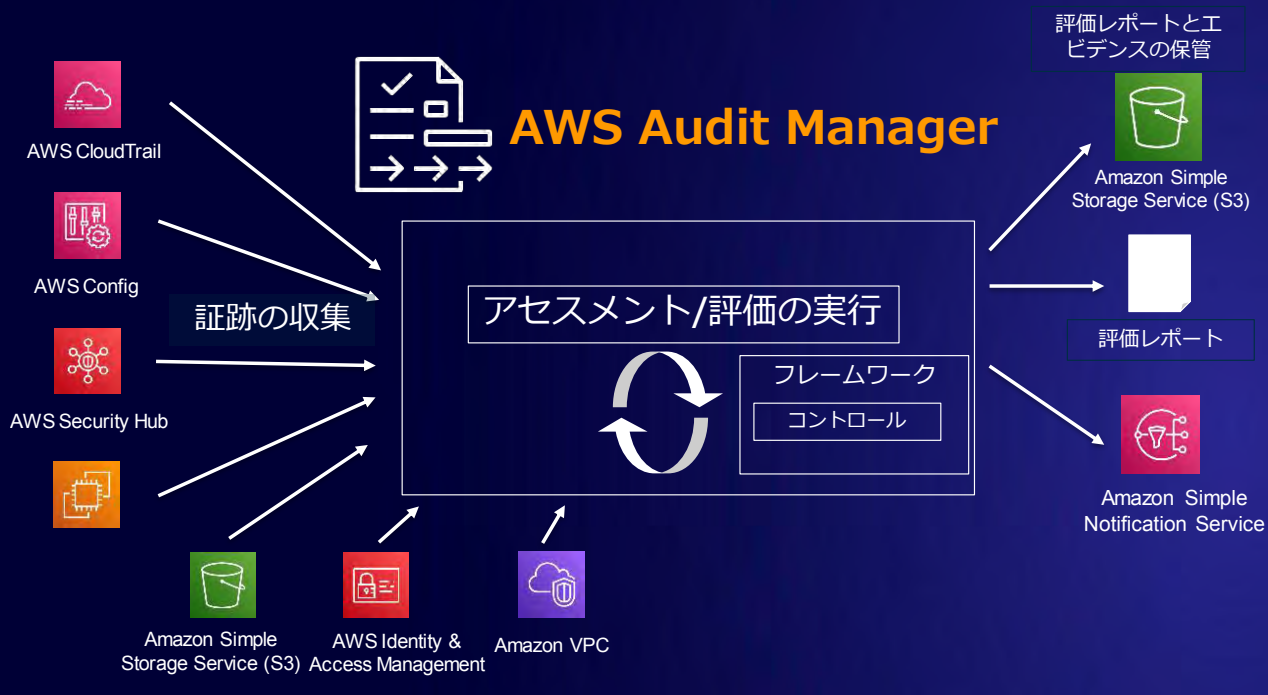 評価レポートとエ
ビデンスの保管
AWS Audit Manager
AWS CloudTrail
Amazon Simple
Storage Service (S3)
AWS Config
証跡の収集
アセスメント/評価の実行
評価レポート
フレームワーク
コントロール
AWS Security Hub
Amazon Simple
Notification Service
Amazon Simple
Storage Service (S3)
AWS Identity &
Access Management
Amazon VPC